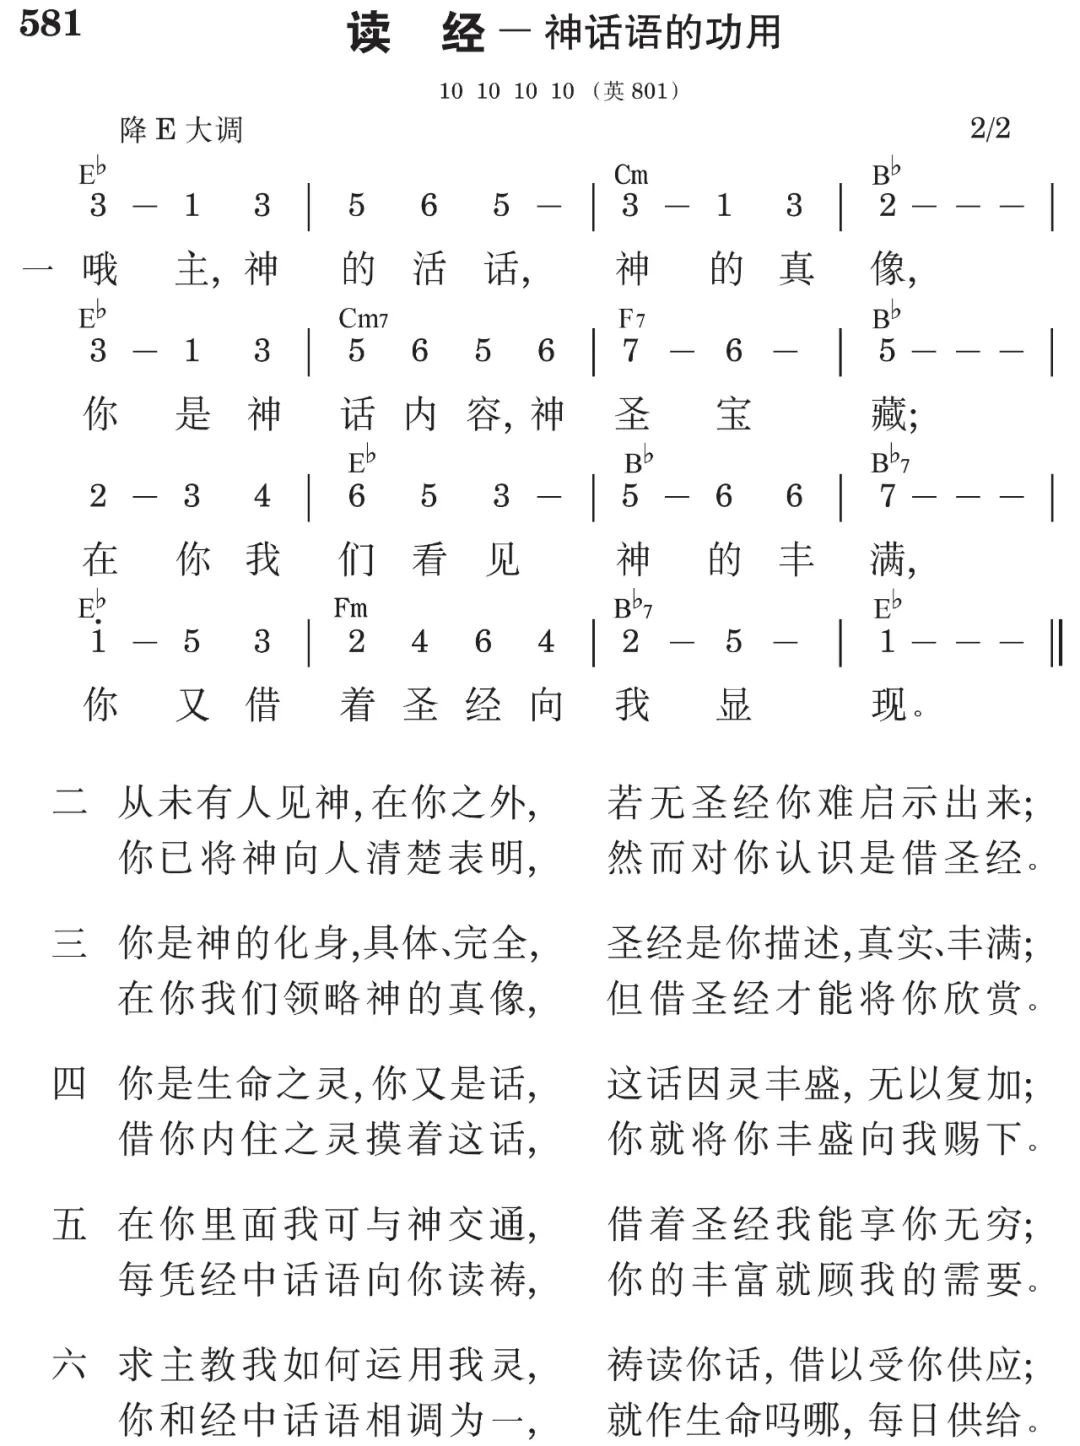 581 读 经 — 神话语的功用
10 10 10 10 （英 801）
降 E 大调 2/2
E♭ Cm B♭
3 – 1 3 | 5 6 5 – | 3 – 1 3 | 2 – – – |
一 哦 主, 神 的 活 话, 神 的 真 像,
E♭ Cm7 F7 B♭
3 – 1 3 | 5 6 5 6 | 7 – 6 – | 5 – – – |
你 是 神 话 内 容, 神 圣 宝 藏;
E♭ B♭ B♭7
2 – 3 4 | 6 5 3 – | 5 – 6 6 | 7 – – – |
在 你 我 们 看 见 神 的 丰 满,
E♭ Fm B♭7 E♭
1̇ – 5 3 | 2 4 6 4 | 2 – 5 – | 1 – – – ‖
你 又 借 着 圣 经 向 我 显 现。
二 从未有人见神, 在你之外, 若无圣经你难启示出来;
你已将神向人清楚表明, 然而对你认识是借圣经。
三 你是神的化身,具体、完全, 圣经是你描述,真实、丰满;
在你我们领略神的真像, 但借圣经才能将你欣赏。
四 你是生命之灵, 你又是话, 这话因灵丰盛, 无以复加;
借你内住之灵摸着这话, 你就将你丰盛向我赐下。
五 在你里面我可与神交通, 借着圣经我能享你无穷;
每凭经中话语向你读祷, 你的丰富就顾我的需要。
六 求主教我如何运用我灵, 祷读你话, 借以受你供应;
你和经中话语相调为一, 就作生命吗哪, 每日供给。